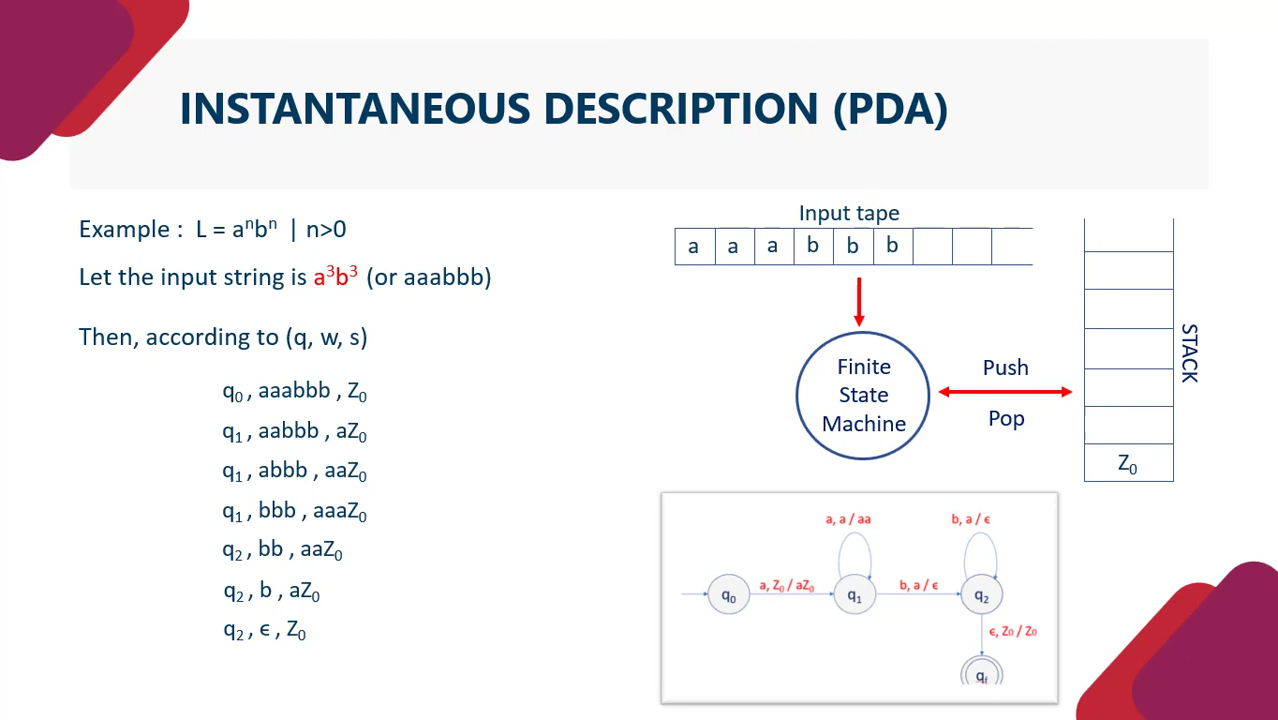 INSTANTANEOUS DESCRIPTION (PDA)
Example : L = aⁿbⁿ | n>0
Let the input string is a³b³ (or aaabbb)
Then, according to (q, w, s)
q₀ , aaabbb , Z₀
q₁ , aabbb , aZ₀
q₁ , abbb , aaZ₀
q₁ , bbb , aaaZ₀
q₂ , bb , aaZ₀
q₂ , b , aZ₀
q₂ , ϵ , Z₀
Input tape
a a a b b b
Finite
State
Machine
Push
Pop
STACK
Z₀
a, a / aa
b, a / ϵ
q₀
a, Z₀ / aZ₀
q₁
b, a / ϵ
q₂
ϵ, Z₀ / Z₀
qf